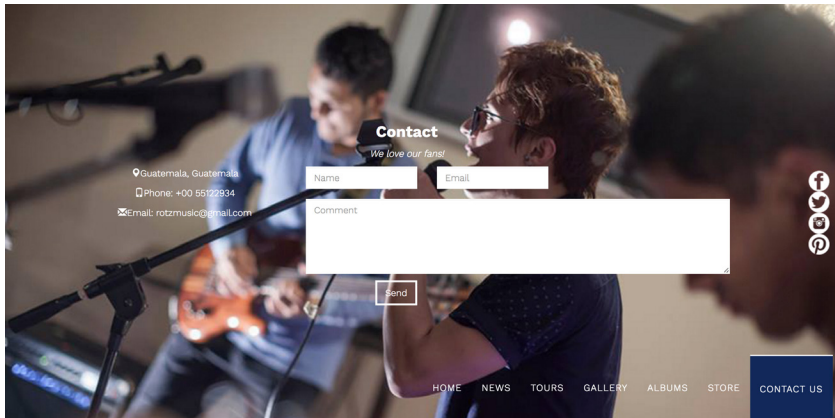 Contact
We love our fans!
Guatemala, Guatemala
Phone: +00 55122934
Email: rotzmusic@gmail.com
Name
Email
Comment
Send
HOME NEWS TOURS GALLERY ALBUMS STORE CONTACT US